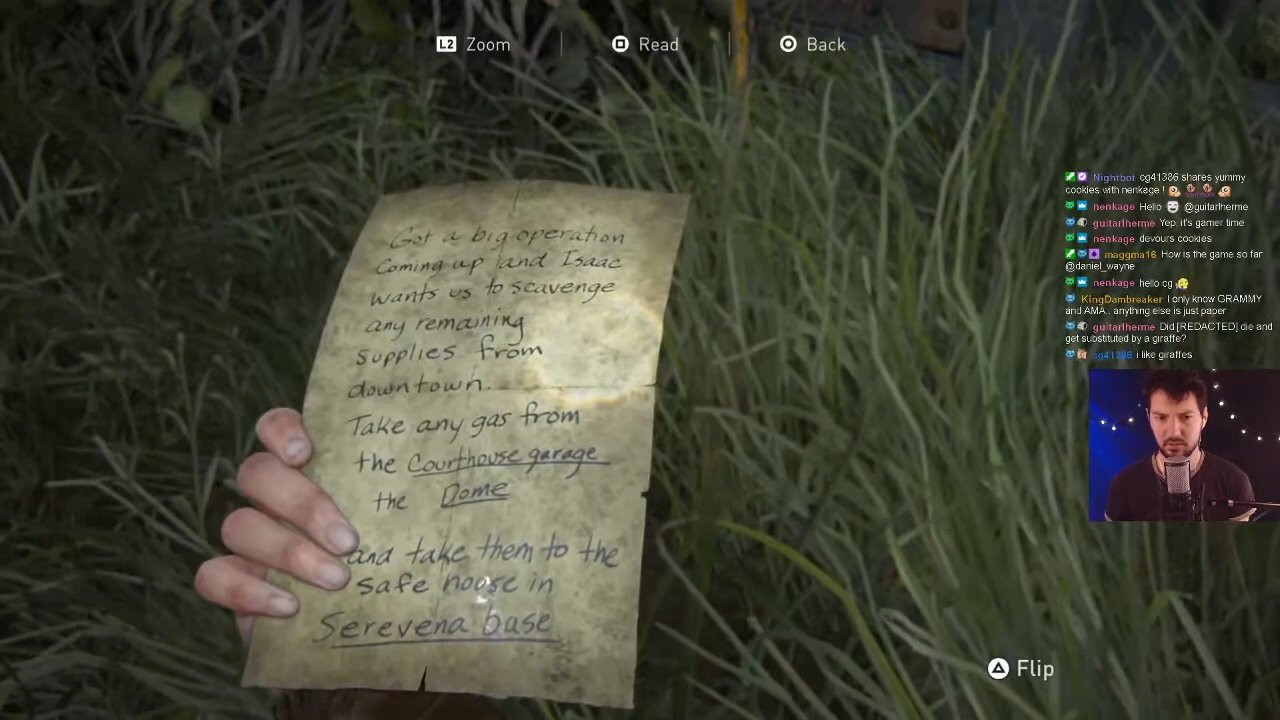 L2 Zoom
Read
Back
Got a big operation
Coming up and Isaac
wants us to scavenge
any remaining
supplies from
downtown.
Take any gas from
the Courthouse garage
the Dome
and take them to the
safe house in
Serevena base
Flip
Nightbot cg41386 shares yummy
cookies with nenkage !
nenkage Hello @guitarlherme
guitarlherme Yep, it's gamer time
nenkage devours cookies
maggma16 How is the game so far
@daniel_wayne
nenkage hello cg
KingDambreaker I only know GRAMMY
and AMA.. anything else is just paper
guitarlherme Did [REDACTED] die and
get substituted by a giraffe?
cg41386 i like giraffes